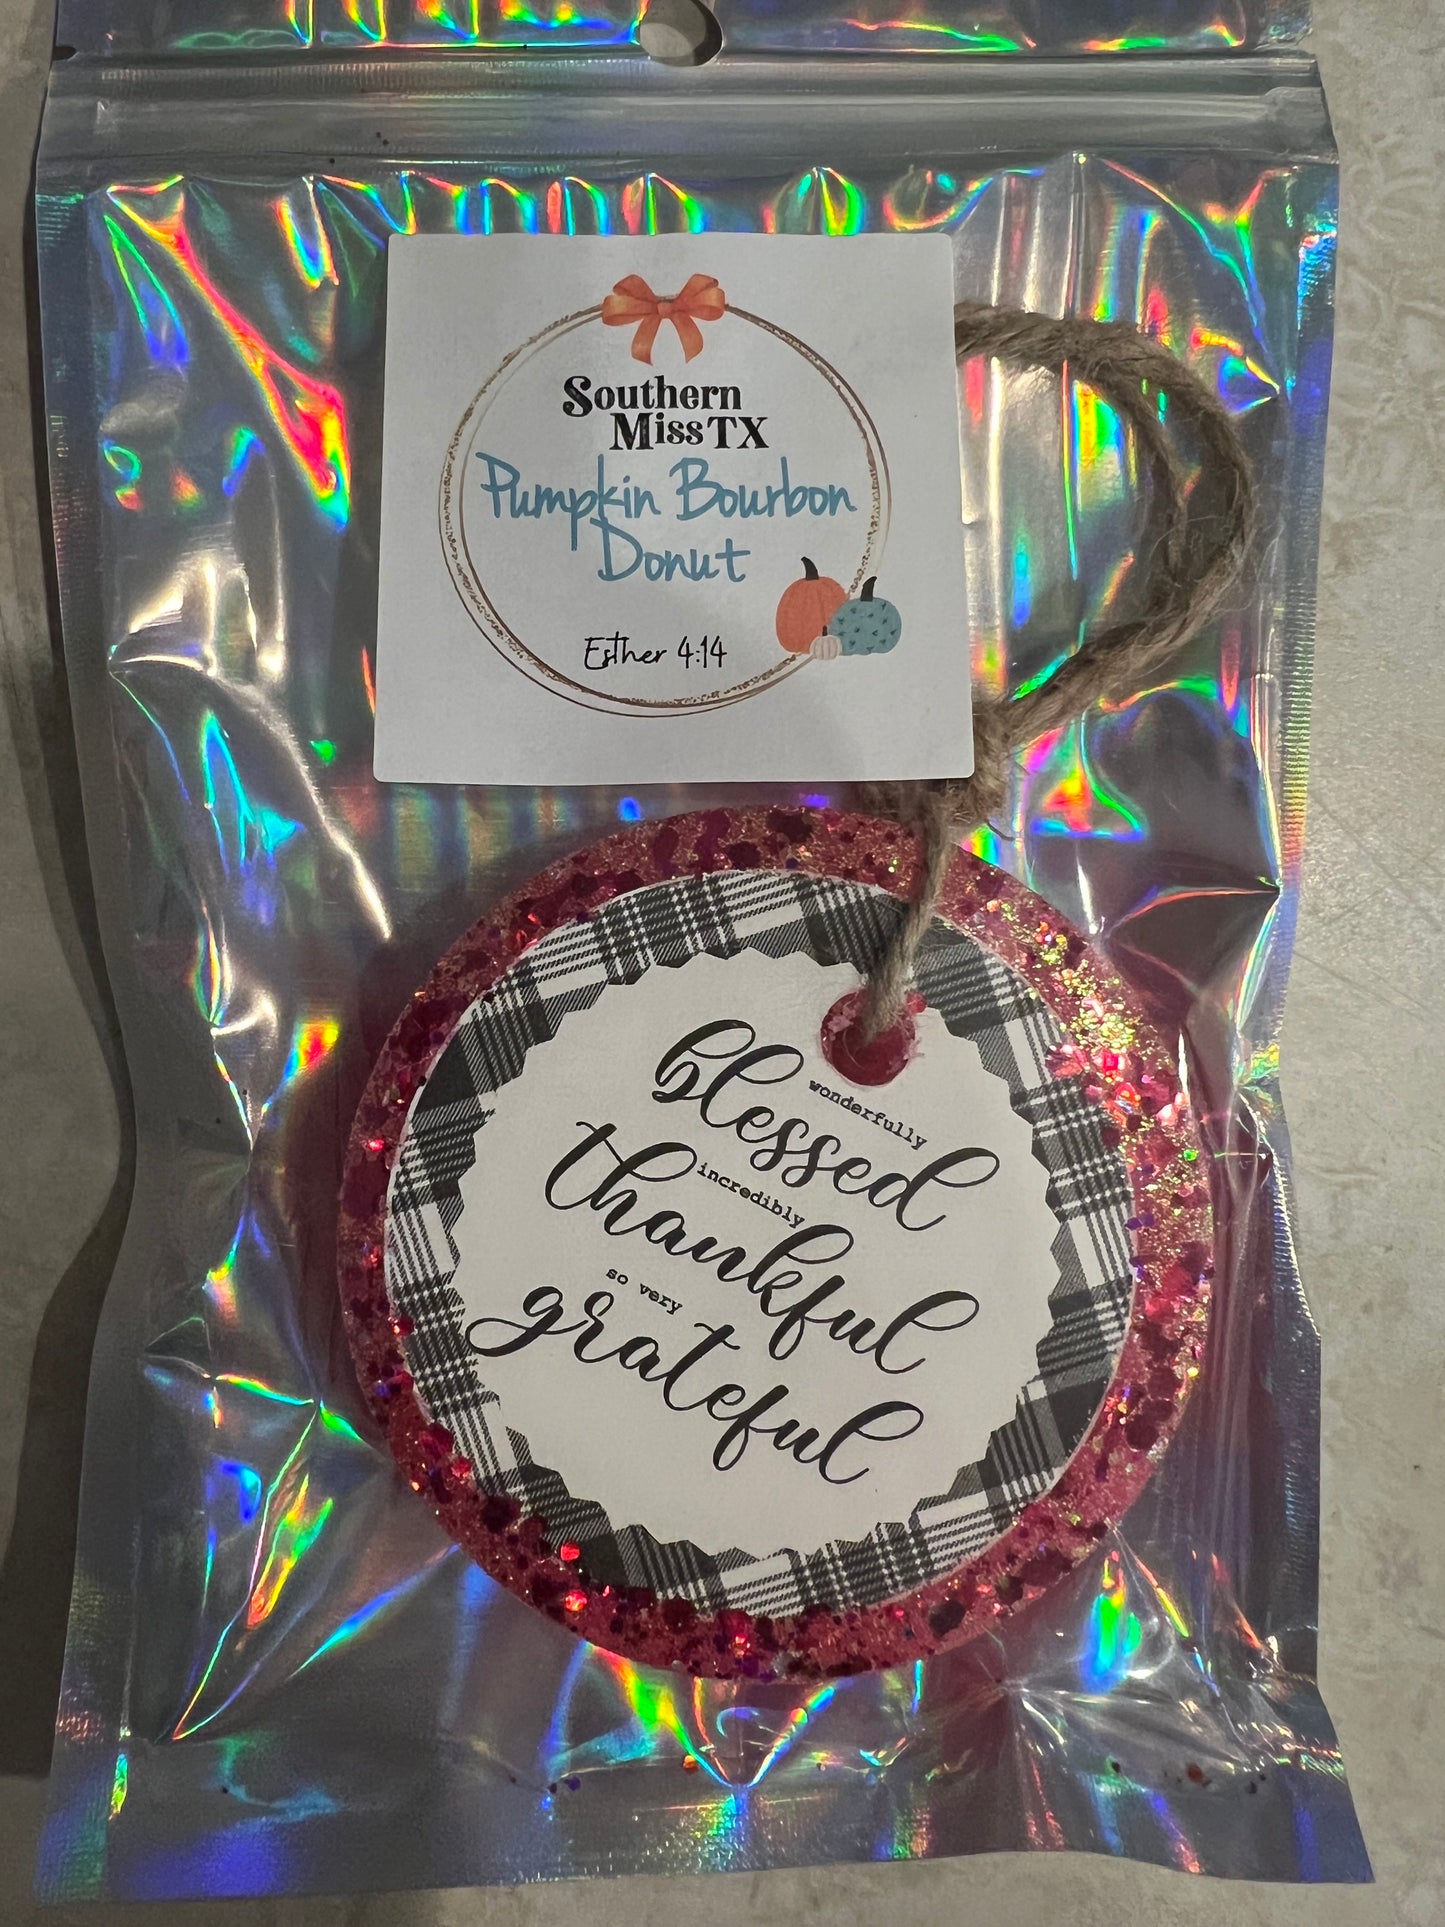 Southern
Miss TX
Pumpkin Bourbon
Donut
Esther 4:14
wonderfully
blessed
incredibly
thankful
so very
grateful